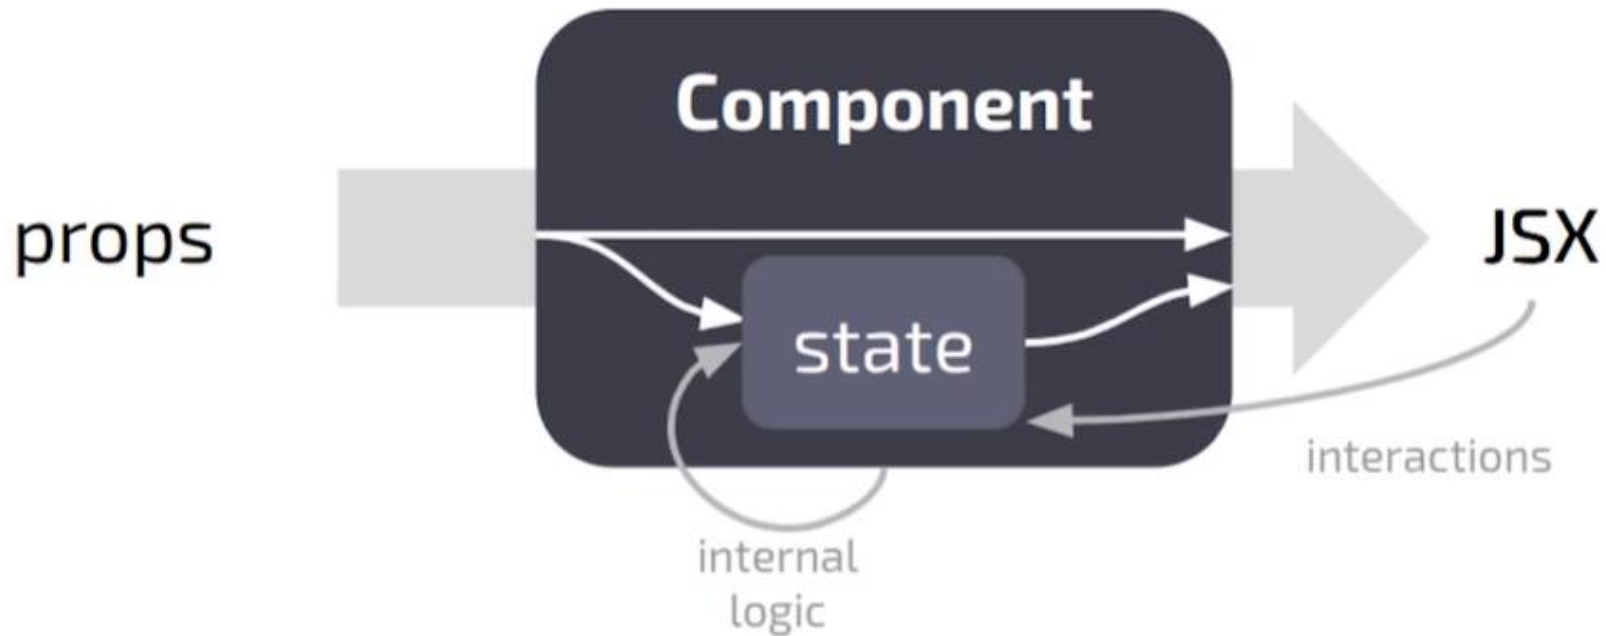 Component
props
JSX
state
interactions
internal
logic